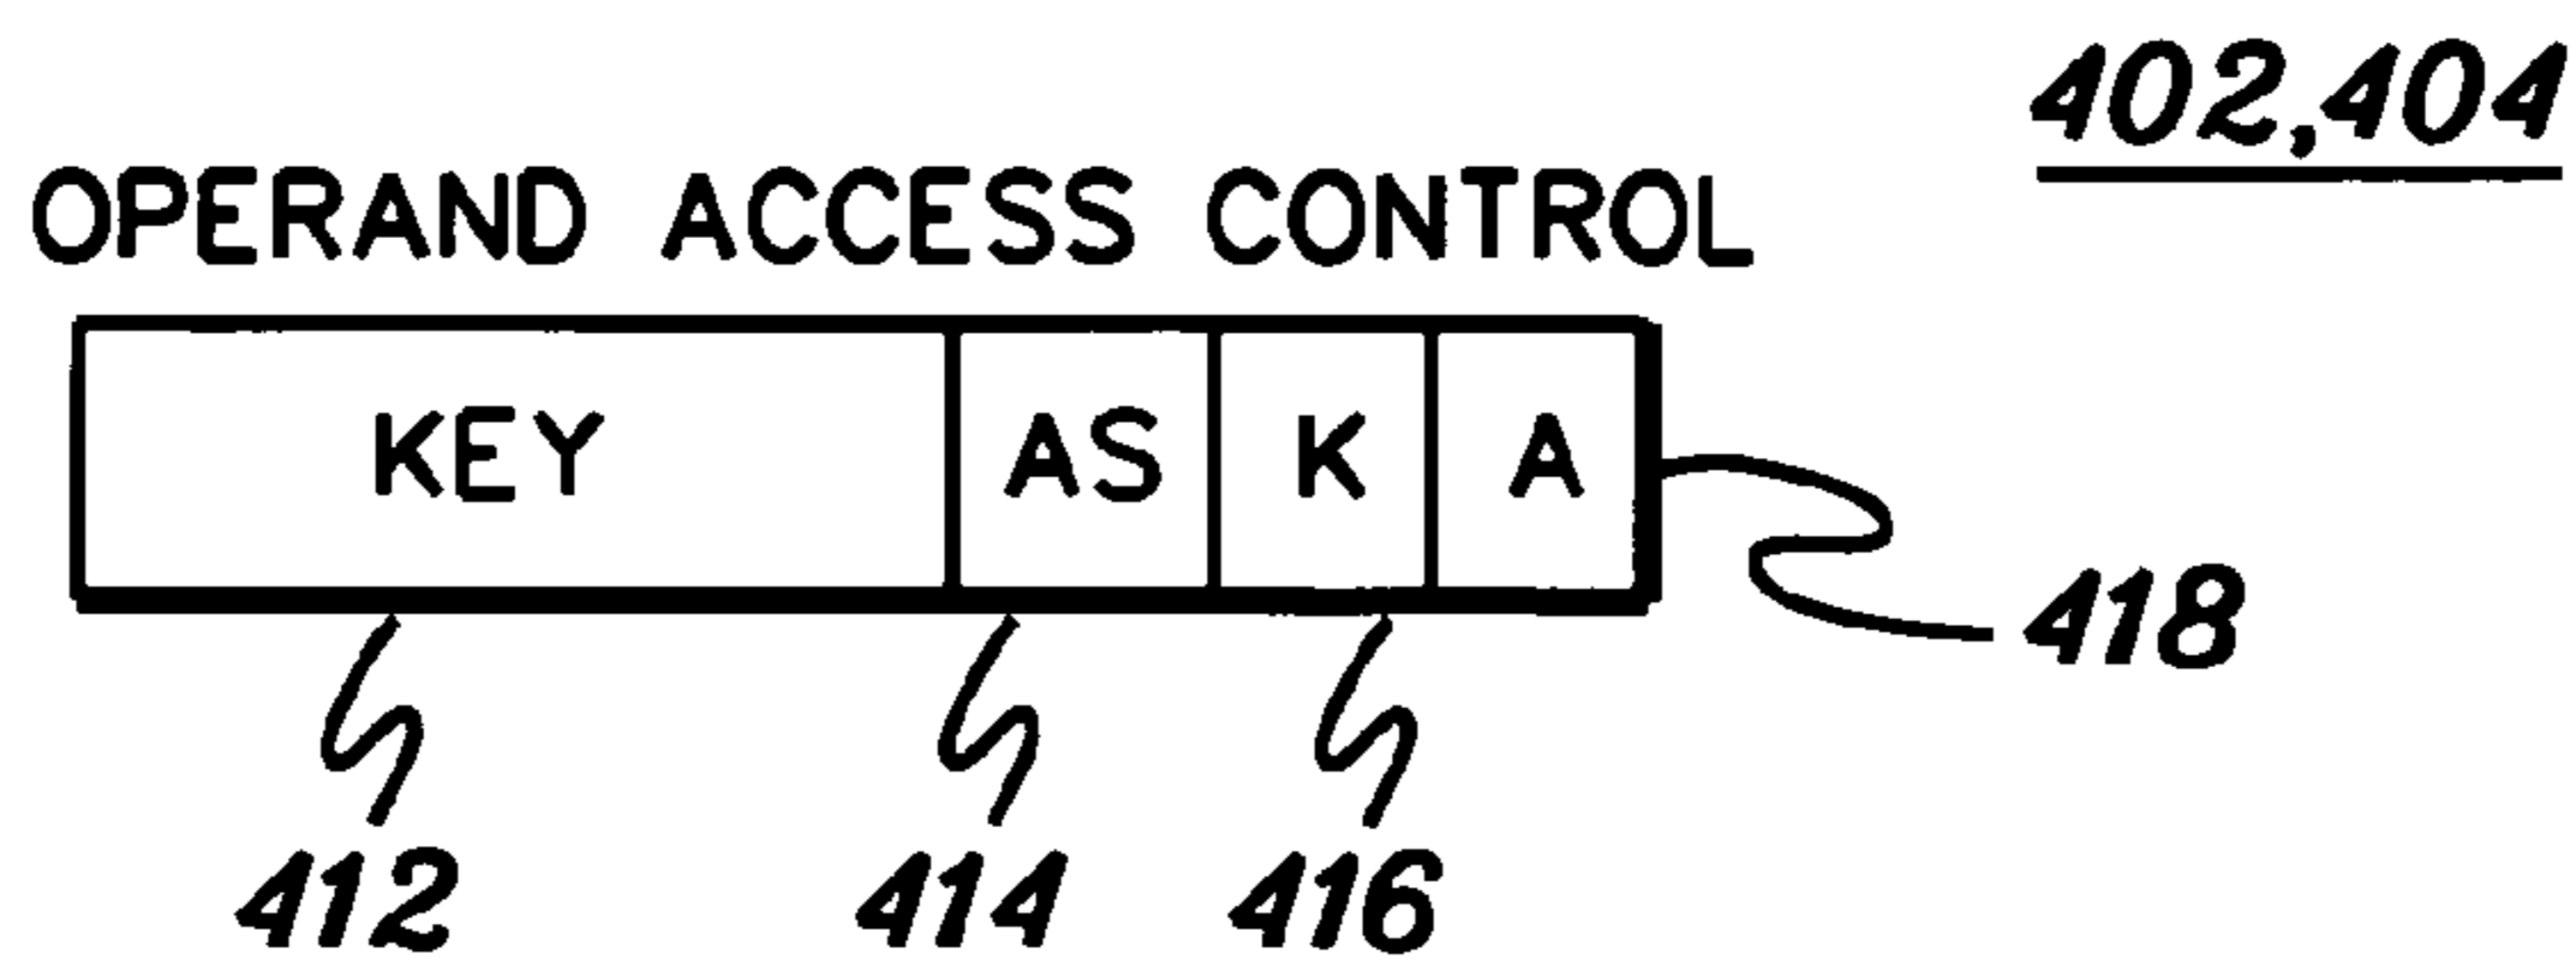 402,404
OPERAND ACCESS CONTROL
KEY AS K A
418
412 414 416